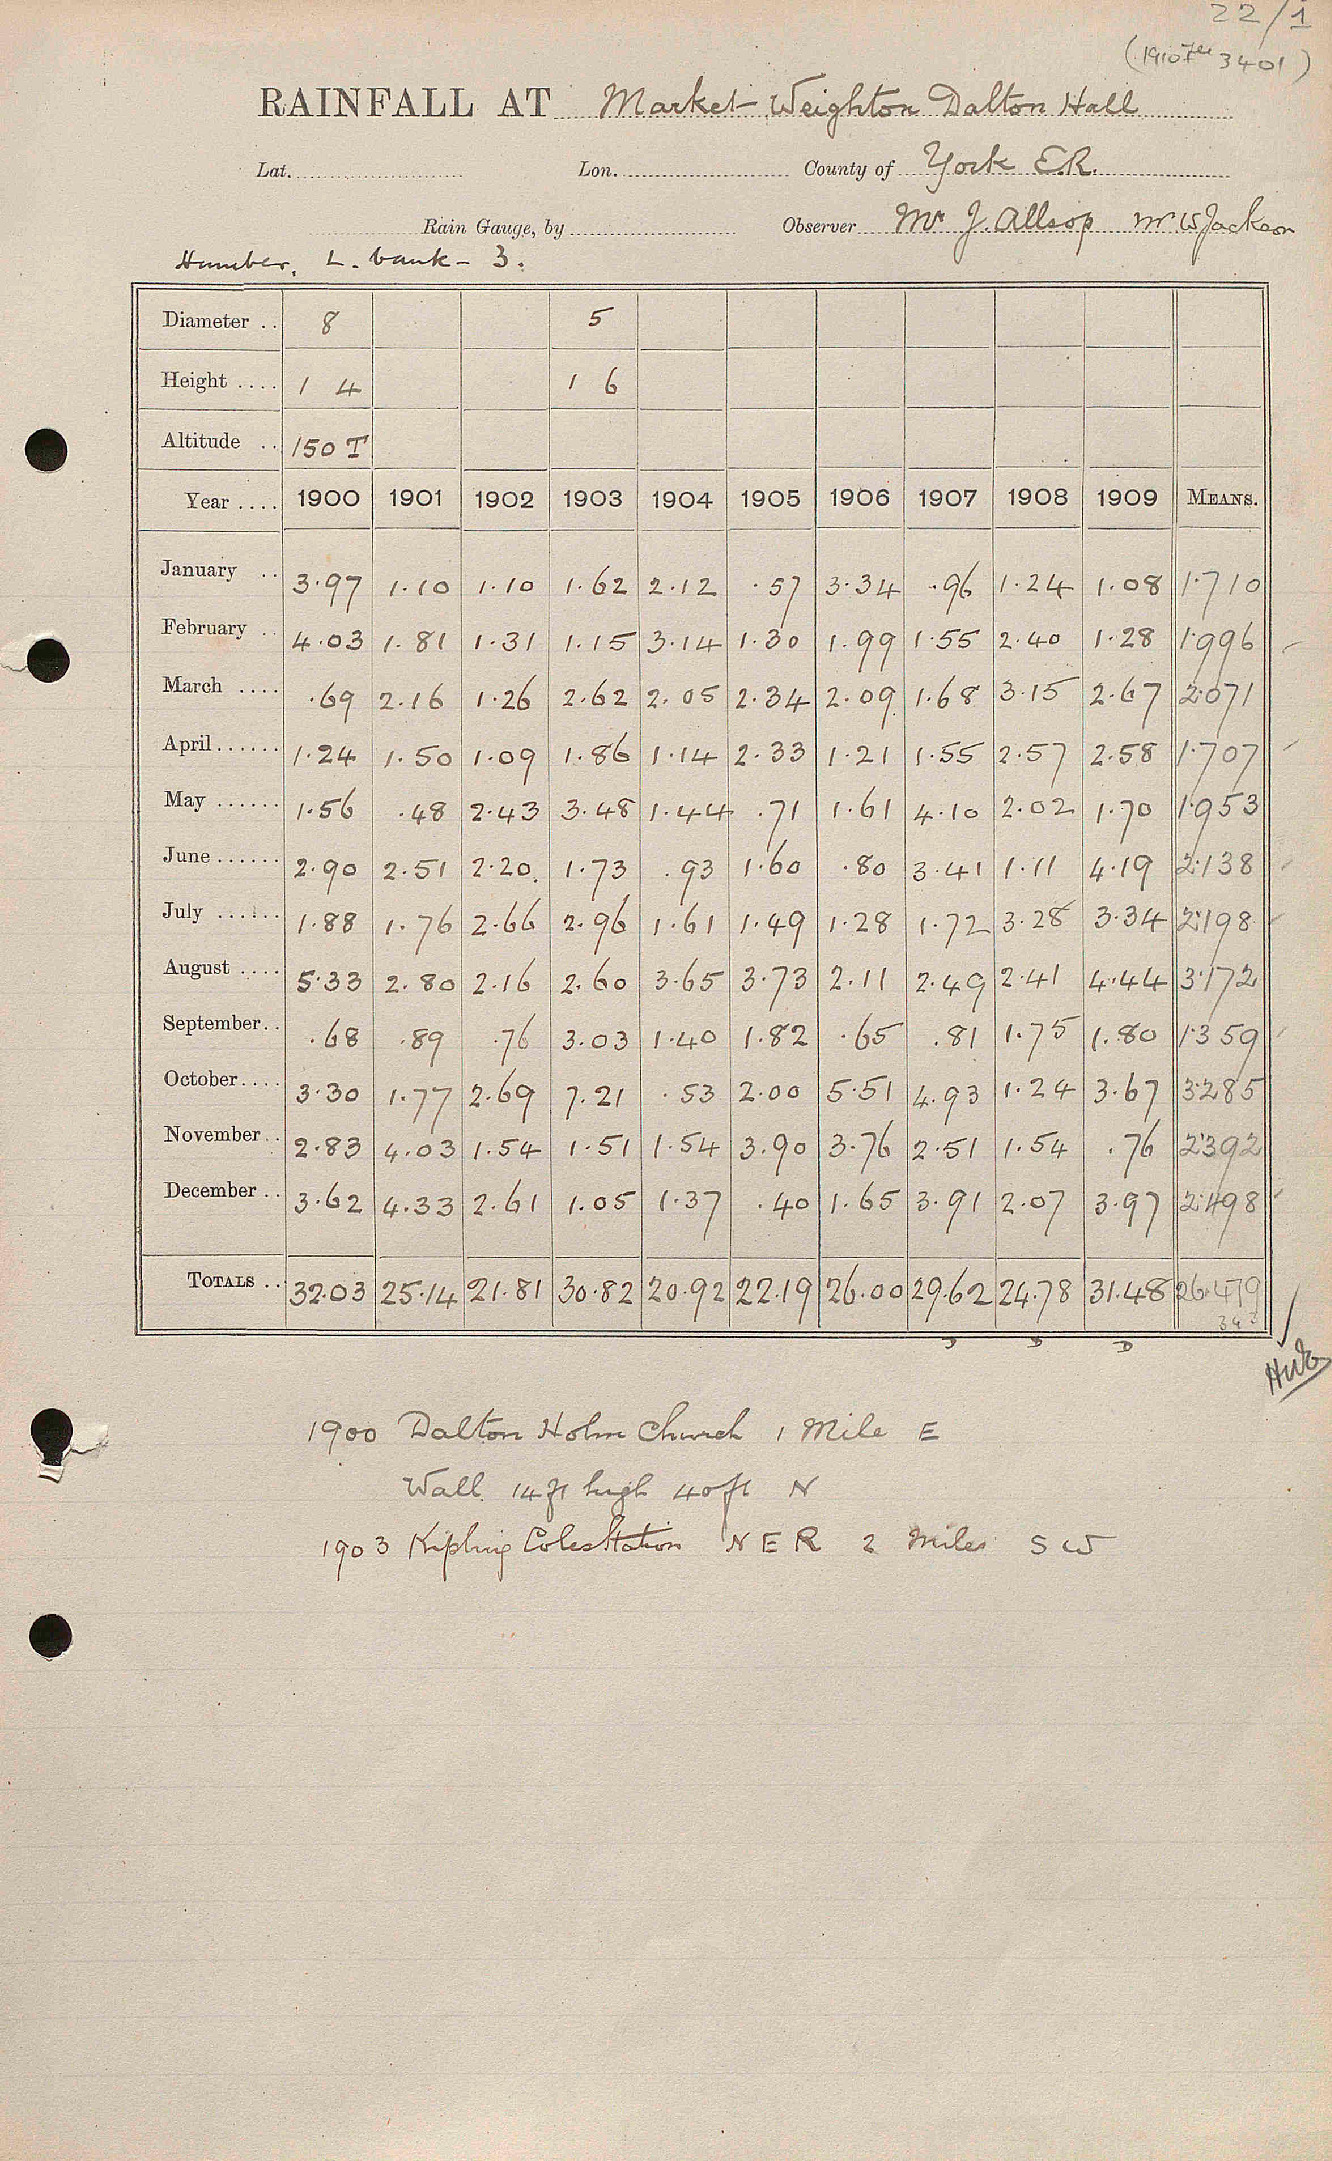 22/1
(1910 Feb 3401)
RAINFALL AT Market Weighton Dalton Hall
Lat. Lon. County of York E.R.
Rain Gauge, by Observer Mr J. Allsop Mr W Jackson
Humber, L. bank - 3.
Diameter .. 8 5
Height .... 1 4 1 6
Altitude .. 150 T
Year .... 1900 1901 1902 1903 1904 1905 1906 1907 1908 1909 MEANS.
January .. 3.97 1.10 1.10 1.62 2.12 .57 3.34 .96 1.24 1.08 1.710
February .. 4.03 1.81 1.31 1.15 3.14 1.30 1.99 1.55 2.40 1.28 1.996
March .... .69 2.16 1.26 2.62 2.05 2.34 2.09 1.68 3.15 2.67 2.071
April...... 1.24 1.50 1.09 1.86 1.14 2.33 1.21 1.55 2.57 2.58 1.707
May ...... 1.56 .48 2.43 3.48 1.44 .71 1.61 4.10 2.02 1.70 1.953
June ...... 2.90 2.51 2.20 1.73 .93 1.60 .80 3.41 1.11 4.19 2.138
July ...... 1.88 1.76 2.66 2.96 1.61 1.49 1.28 1.72 3.28 3.34 2.198
August .... 5.33 2.80 2.16 2.60 3.65 3.73 2.11 2.49 2.41 4.44 3.172
September.. .68 .89 .76 3.03 1.40 1.82 .65 .81 1.75 1.80 1.359
October.... 3.30 1.77 2.69 7.21 .53 2.00 5.51 4.93 1.24 3.67 3.285
November.. 2.83 4.03 1.54 1.51 1.54 3.90 3.76 2.51 1.54 .76 2.392
December .. 3.62 4.33 2.61 1.05 1.37 .40 1.65 3.91 2.07 3.97 2.498
TOTALS .. 32.03 25.14 21.81 30.82 20.92 22.19 26.00 29.62 24.78 31.48 26.479
D D D
1900 Dalton Holm Church 1 Mile E
Wall 14ft high 40ft N
1903 Kipling Cotes Station N E R 2 Miles S W